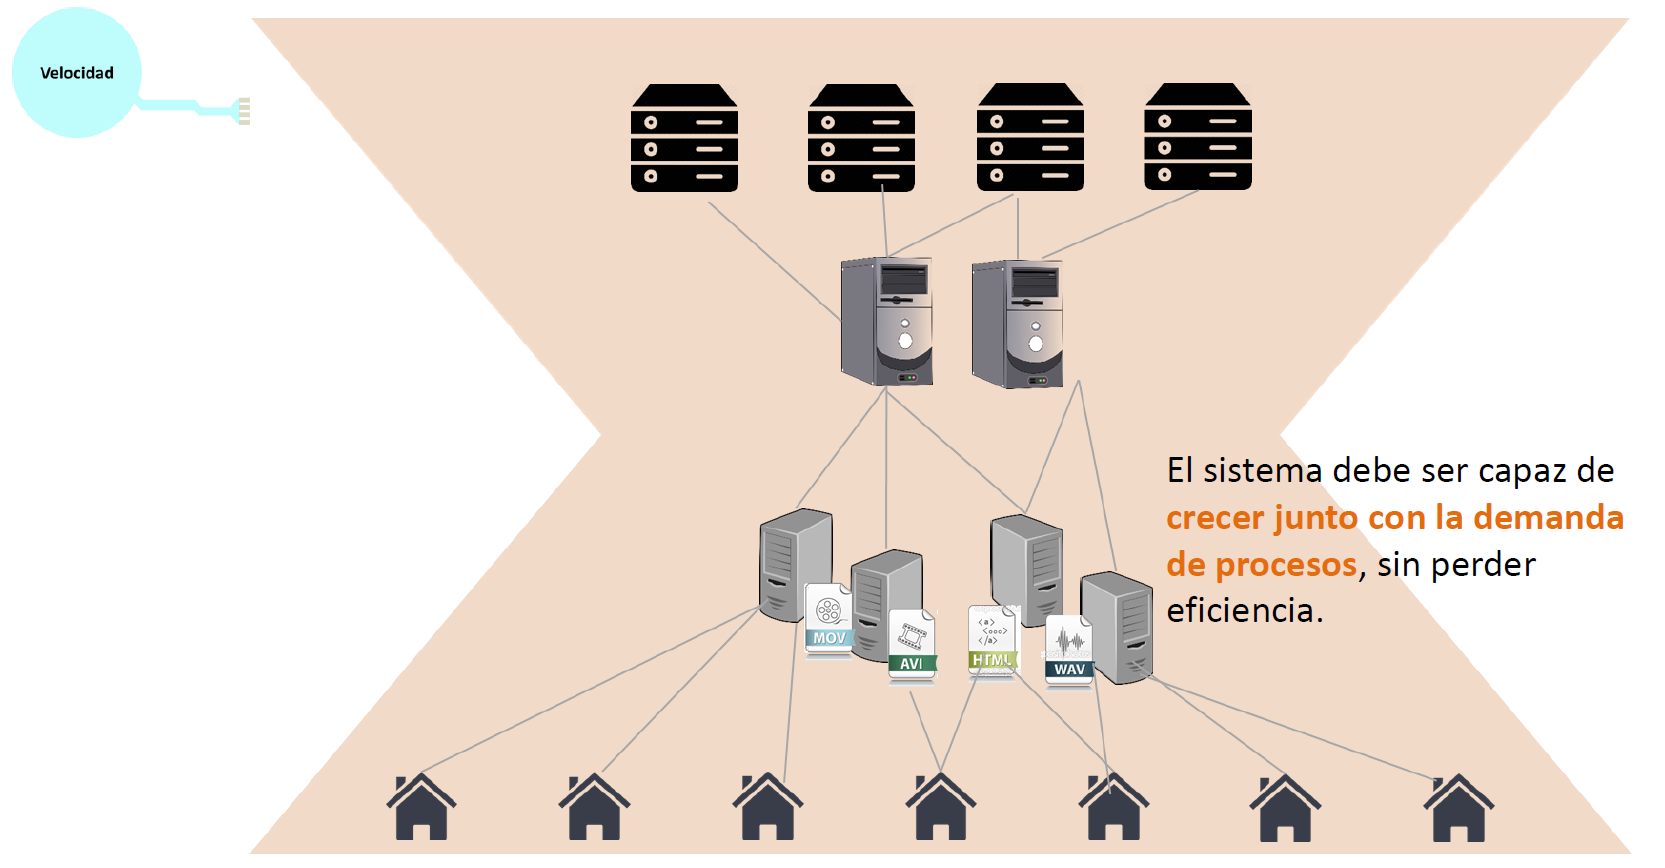 Velocidad
El sistema debe ser capaz de
crecer junto con la demanda
de procesos, sin perder
eficiencia.
MOV
AVI
<a>
<ooo>
</a>
HTML
WAV